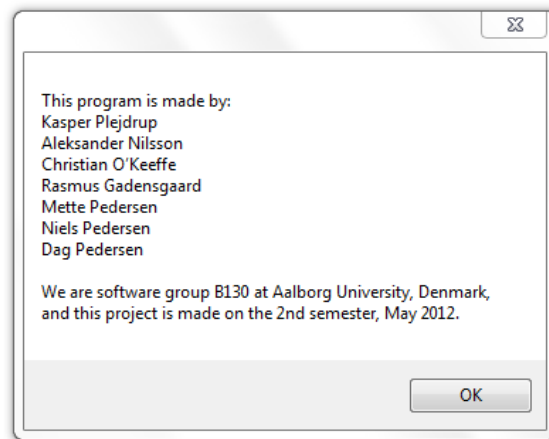 This program is made by:
Kasper Plejdrup
Aleksander Nilsson
Christian O'Keeffe
Rasmus Gadensgaard
Mette Pedersen
Niels Pedersen
Dag Pedersen
We are software group B130 at Aalborg University, Denmark,
and this project is made on the 2nd semester, May 2012.
OK